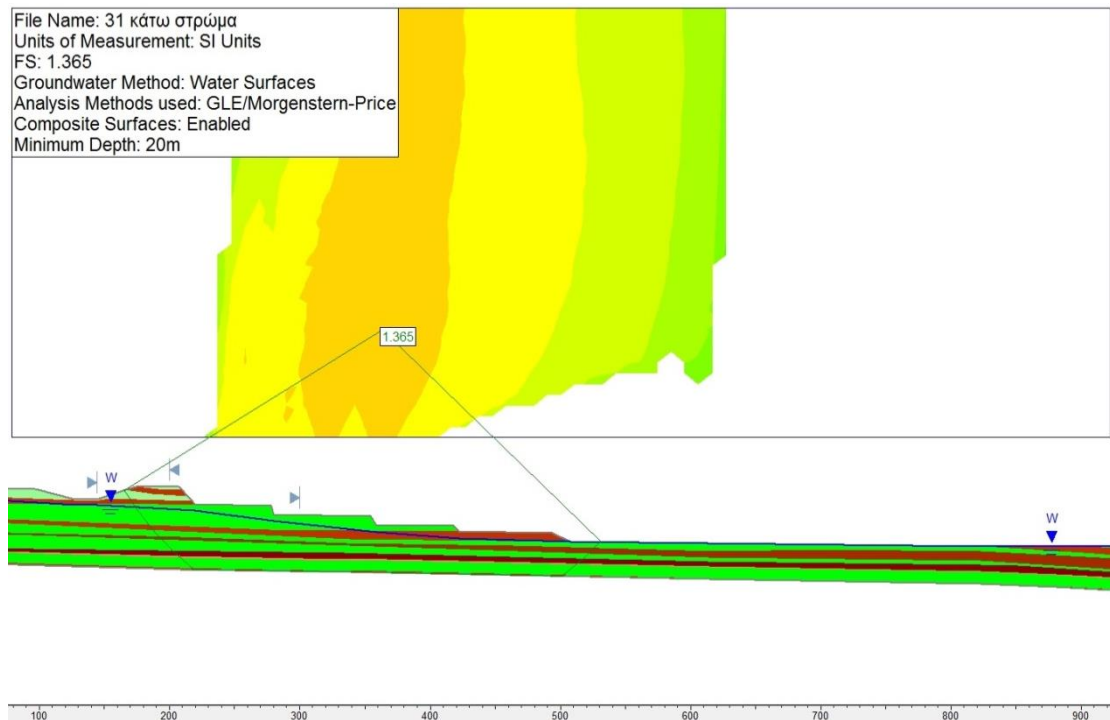 File Name: 31 κάτω στρώμα
Units of Measurement: SI Units
FS: 1.365
Groundwater Method: Water Surfaces
Analysis Methods used: GLE/Morgenstern-Price
Composite Surfaces: Enabled
Minimum Depth: 20m
1.365
W
W
100 200 300 400 500 600 700 800 900